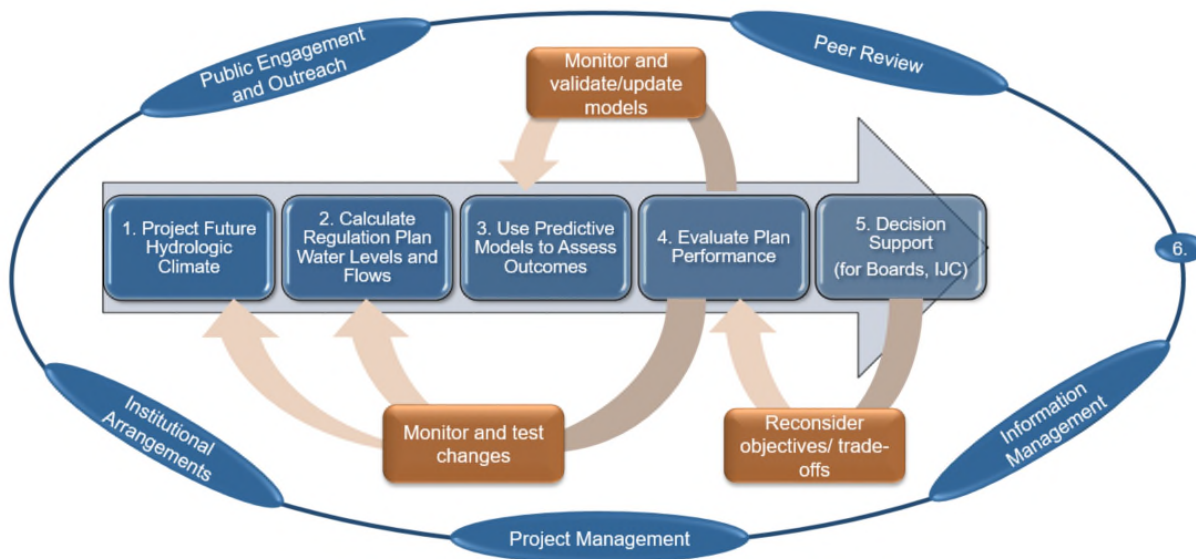 Public Engagement
and Outreach
Peer Review
Monitor and
validate/update
models
1. Project Future
Hydrologic
Climate
2. Calculate
Regulation Plan
Water Levels and
Flows
3. Use Predictive
Models to Assess
Outcomes
4. Evaluate Plan
Performance
5. Decision
Support
(for Boards, IJC)
6.
Monitor and test
changes
Reconsider
objectives/ trade-
offs
Institutional
Arrangements
Project Management
Information
Management